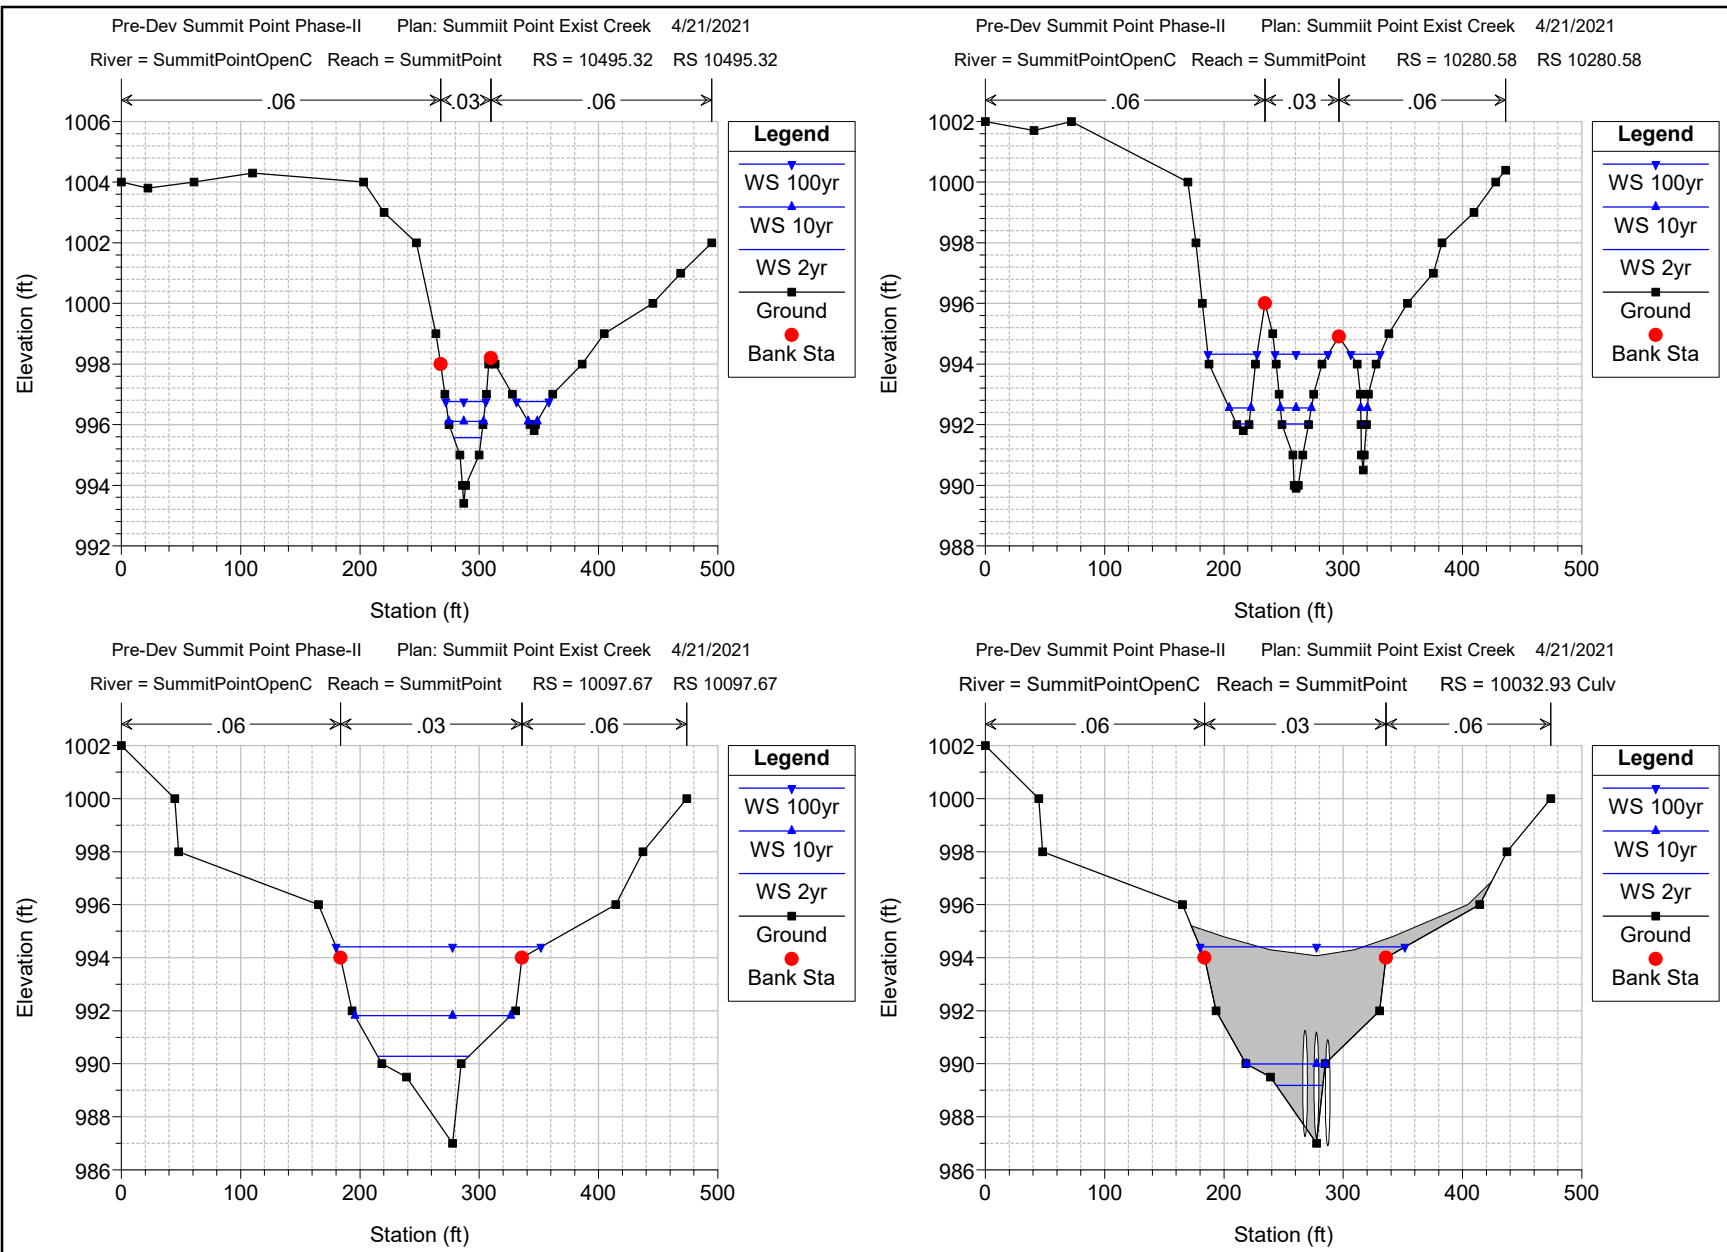 Pre-Dev Summit Point Phase-II Plan: Summiit Point Exist Creek 4/21/2021
River = SummitPointOpenC Reach = SummitPoint RS = 10495.32 RS 10495.32
.06 .03 .06
1006
1004
1002
1000
998
996
994
992
Elevation (ft)
0 100 200 300 400 500
Station (ft)
Legend
WS 100yr
WS 10yr
WS 2yr
Ground
Bank Sta
Pre-Dev Summit Point Phase-II Plan: Summiit Point Exist Creek 4/21/2021
River = SummitPointOpenC Reach = SummitPoint RS = 10280.58 RS 10280.58
.06 .03 .06
1002
1000
998
996
994
992
990
988
Elevation (ft)
0 100 200 300 400 500
Station (ft)
Legend
WS 100yr
WS 10yr
WS 2yr
Ground
Bank Sta
Pre-Dev Summit Point Phase-II Plan: Summiit Point Exist Creek 4/21/2021
River = SummitPointOpenC Reach = SummitPoint RS = 10097.67 RS 10097.67
.06 .03 .06
1002
1000
998
996
994
992
990
988
986
Elevation (ft)
0 100 200 300 400 500
Station (ft)
Legend
WS 100yr
WS 10yr
WS 2yr
Ground
Bank Sta
Pre-Dev Summit Point Phase-II Plan: Summiit Point Exist Creek 4/21/2021
River = SummitPointOpenC Reach = SummitPoint RS = 10032.93 Culv
.06 .03 .06
1002
1000
998
996
994
992
990
988
986
Elevation (ft)
0 100 200 300 400 500
Station (ft)
Legend
WS 100yr
WS 10yr
WS 2yr
Ground
Bank Sta